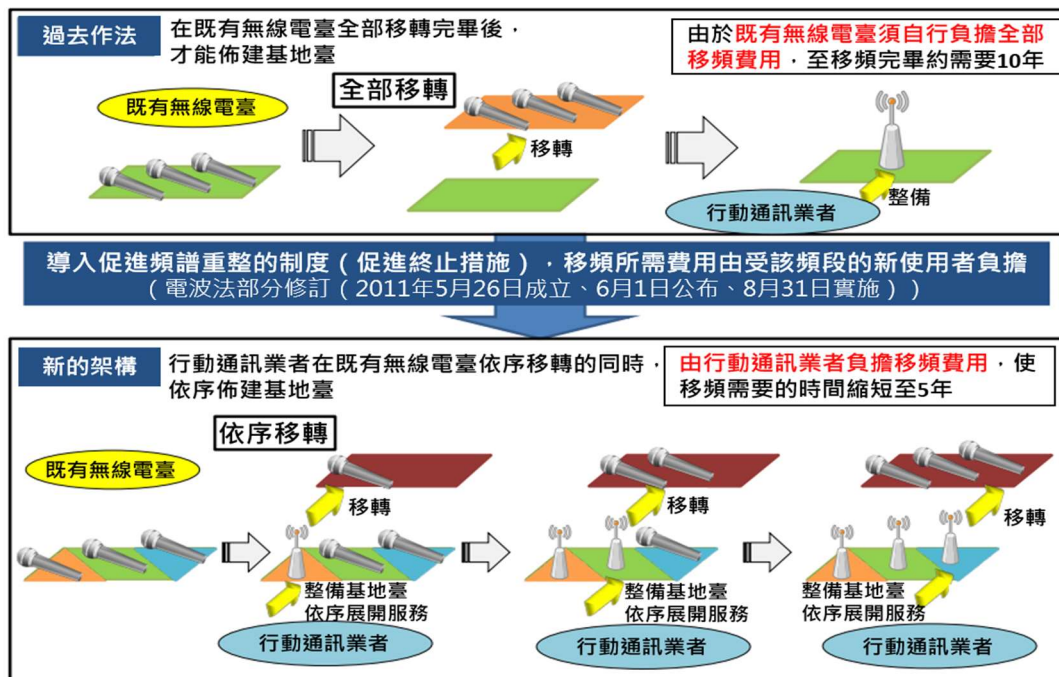 過去作法
在既有無線電臺全部移轉完畢後，
才能佈建基地臺
由於既有無線電臺須自行負擔全部
移頻費用，至移頻完畢約需要10年
既有無線電臺
全部移轉
移轉
行動通訊業者
整備
導入促進頻譜重整的制度（促進終止措施），移頻所需費用由受該頻段的新使用者負擔
（電波法部分修訂（2011年5月26日成立、6月1日公布、8月31日實施））
新的架構
行動通訊業者在既有無線電臺依序移轉的同時，
依序佈建基地臺
由行動通訊業者負擔移頻費用，使
移頻需要的時間縮短至5年
依序移轉
既有無線電臺
移轉
整備基地臺
依序展開服務
行動通訊業者
移轉
整備基地臺
依序展開服務
行動通訊業者
移轉
整備基地臺
依序展開服務
行動通訊業者